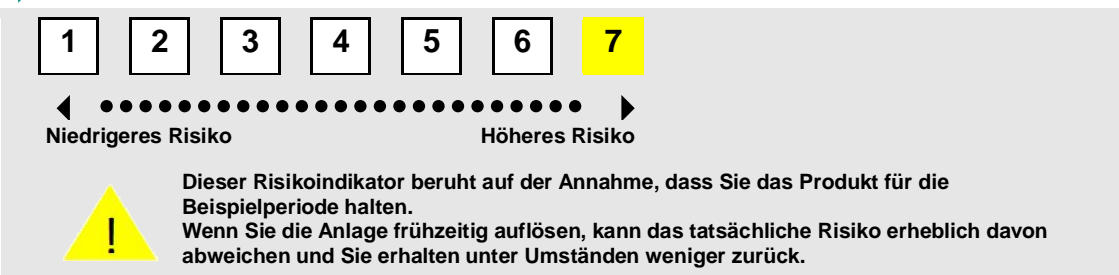 1 2 3 4 5 6 7
Niedrigeres Risiko Höheres Risiko
Dieser Risikoindikator beruht auf der Annahme, dass Sie das Produkt für die
Beispielperiode halten.
Wenn Sie die Anlage frühzeitig auflösen, kann das tatsächliche Risiko erheblich davon
abweichen und Sie erhalten unter Umständen weniger zurück.
!